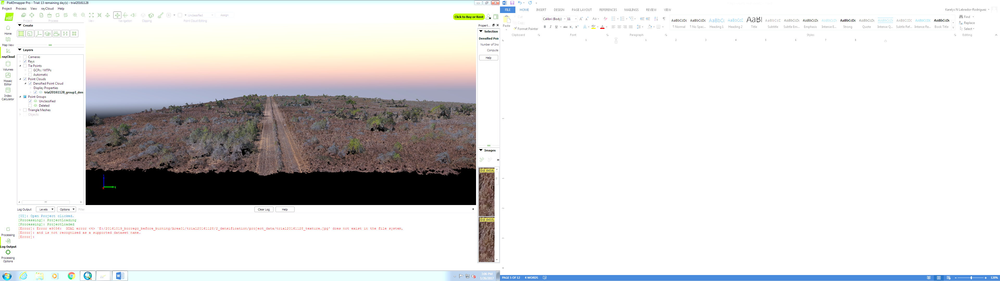 Pix4Dmapper Pro - Trial: 13 remaining day(s) - trial20161128
Project Process View rayCloud Help
Project Process View Navigation Clipping Point Cloud Editing
Unclassified Assign
Click to Buy or Rent
Create
Home
Map View
rayCloud
Volumes
Mosaic Editor
Index Calculator
Layers
Cameras
Rays
Tie Points
GCPs / MTPs
Automatic
Point Clouds
Densified Point Cloud
Display Properties
trial20161128_group1_den
Point Groups
Unclassified
Deleted
Triangle Meshes
Objects
Propert...
Selection
Densified Poi
Number of Ima
Compute
Help
Images
DJI_0414.
DJI_0415.
Log Output Levels Options Filter Clear Log Help
[UI]: Open Project clicked.
[Processing]: ProjectLoading
[Processing]: ProjectLoaded
[Error]: Error e9036: GDAL error <4> 'E:/20161019_borrego_before_burning/Area01/trial20161128/2_densification/project_data/trial20161128_texture.jpg' does not exist in the file system,
[Error]: and is not recognized as a supported dataset name.
[Error]:
Processing
Log Output
Processing Options
3:06 PM
1/26/2017
FILE HOME INSERT DESIGN PAGE LAYOUT REFERENCES MAILINGS REVIEW VIEW
Karelys N Labrador-Rodriguez
Paste
Cut
Copy
Format Painter
Clipboard
Calibri (Body) 11
B I U abc X₂ X²
Font
Paragraph
AaBbCcDc AaBbCcDc AaBbCc AaBbCcC AaBl AaBbCcC AaBbCcDc AaBbCcDc AaBbCcDc AaBbCcDc AaBbCcDc AaBbCcDc AaBbCcDc AaBbCcDc AaBbCcDc
¶ Normal ¶ No Spac... Heading 1 Heading 2 Title Subtitle Subtle Em... Emphasis Intense E... Strong Quote Intense Q... Subtle Ref... Intense Re... Book Title
Styles
Find
Replace
Select
Editing
1 1 2 3 4 5 6 7 8
1
1
2
3
4
PAGE 5 OF 12 4 WORDS
120%